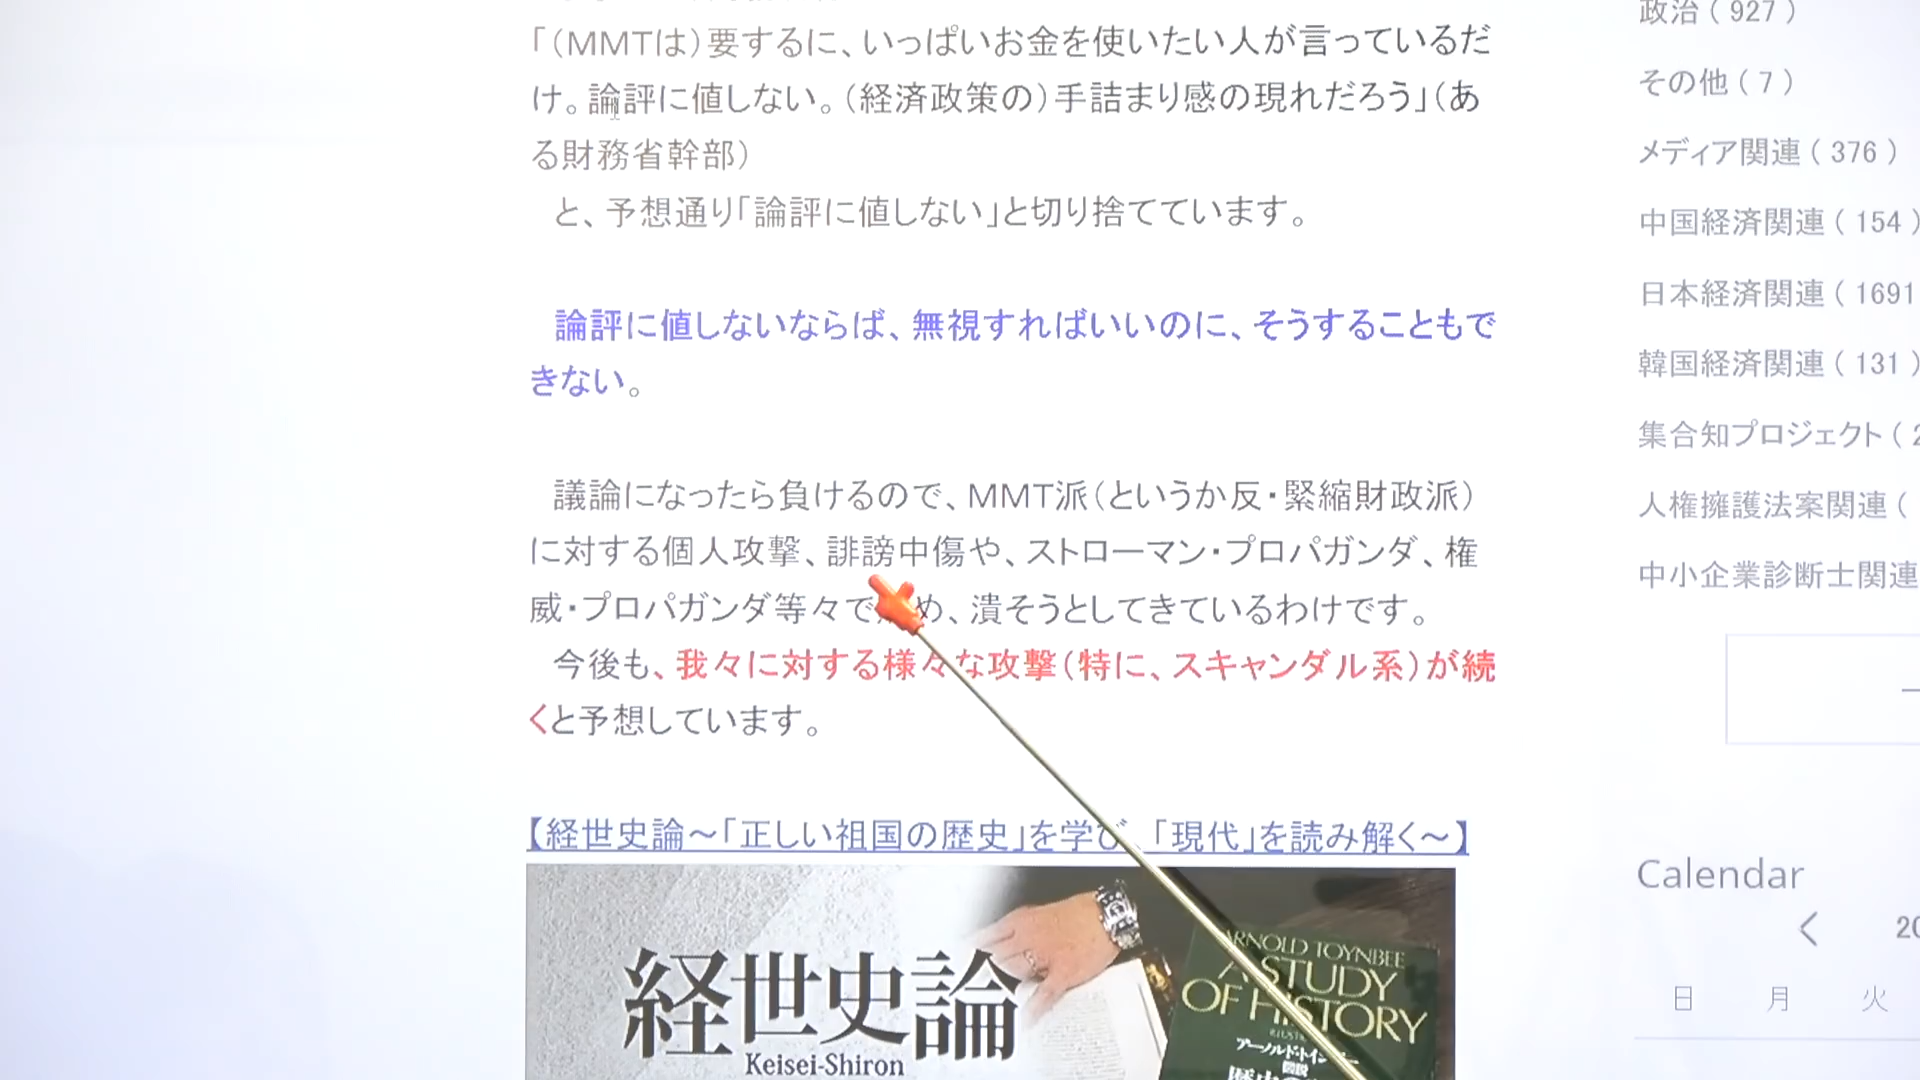 「（MMTは）要するに、いっぱいお金を使いたい人が言っているだ
け。論評に値しない。（経済政策の）手詰まり感の現れだろう」（あ
る財務省幹部）
と、予想通り「論評に値しない」と切り捨てています。
論評に値しないならば、無視すればいいのに、そうすることもで
きない。
議論になったら負けるので、MMT派（というか反・緊縮財政派）
に対する個人攻撃、誹謗中傷や、ストローマン・プロパガンダ、権
威・プロパガンダ等々で め、潰そうとしてきているわけです。
今後も、我々に対する様々な攻撃（特に、スキャンダル系）が続
くと予想しています。
【経世史論～「正しい祖国の歴史」を学び、「現代」を読み解く～】
経世史論
Keisei-Shiron
ARNOLD TOYNBEE
A STUDY
OF HISTORY
図説
政治 ( 927 )
その他 ( 7 )
メディア関連 ( 376 )
中国経済関連 ( 154 )
日本経済関連 ( 1691
韓国経済関連 ( 131 )
集合知プロジェクト ( 2
人権擁護法案関連 (
中小企業診断士関連
Calendar
< 20
日 月 火